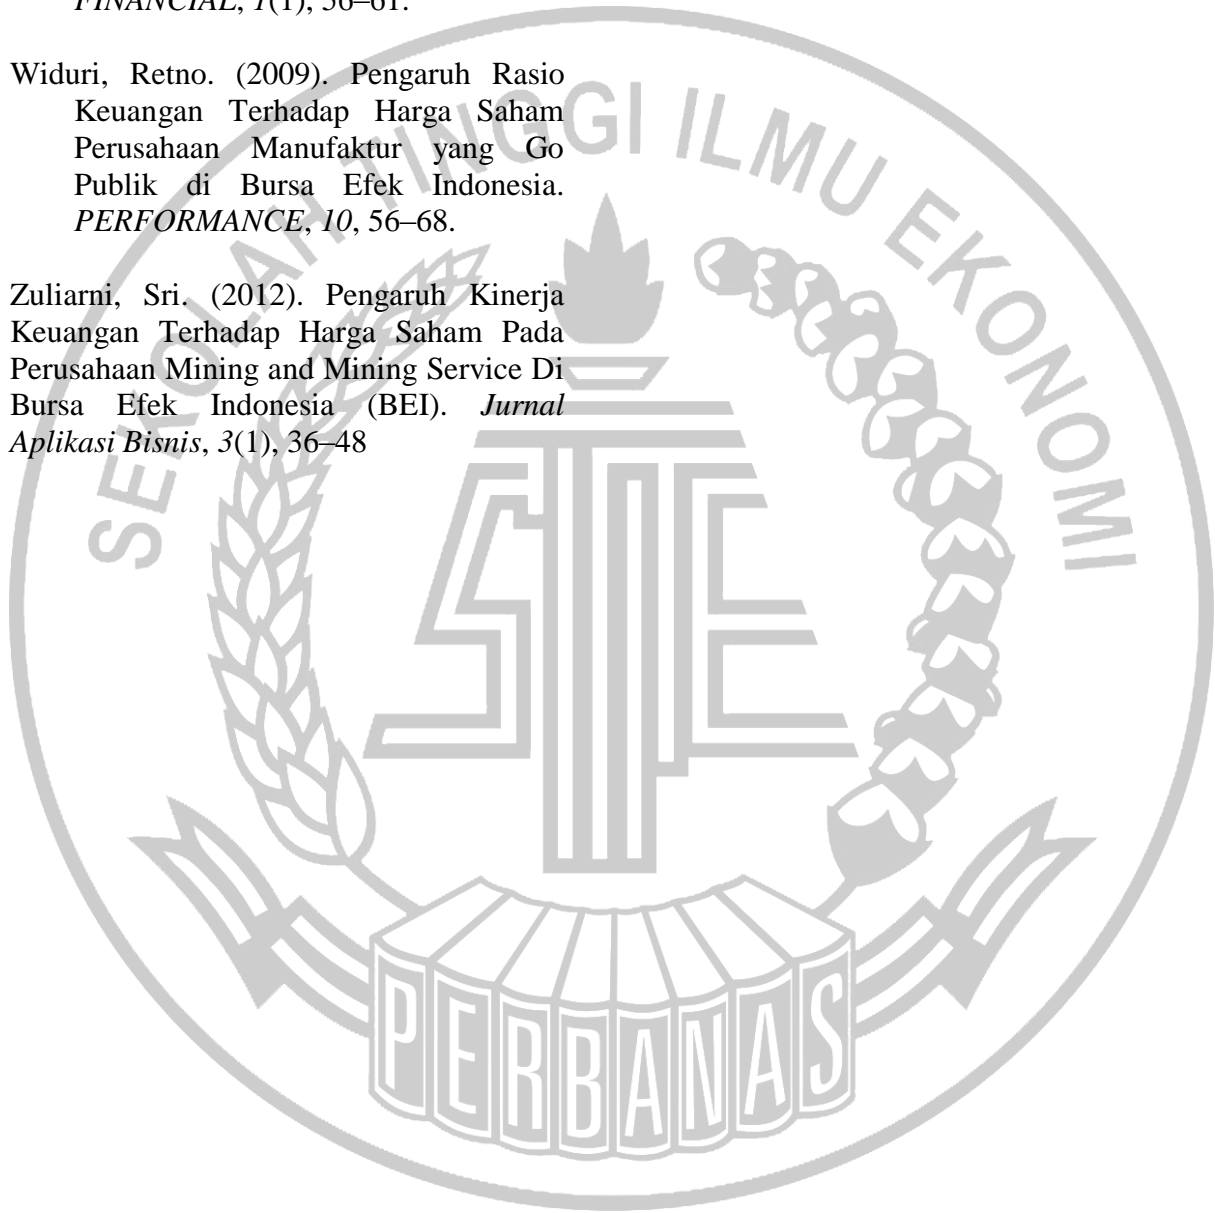 FINANCIAL, 1(1), 56–61.
Widuri, Retno. (2009). Pengaruh Rasio
Keuangan Terhadap Harga Saham
Perusahaan Manufaktur yang Go
Publik di Bursa Efek Indonesia.
PERFORMANCE, 10, 56–68.
Zuliarni, Sri. (2012). Pengaruh Kinerja
Keuangan Terhadap Harga Saham Pada
Perusahaan Mining and Mining Service Di
Bursa Efek Indonesia (BEI). Jurnal
Aplikasi Bisnis, 3(1), 36–48
SEKOLAH TINGGI ILMU EKONOMI
STIE
PERBANAS